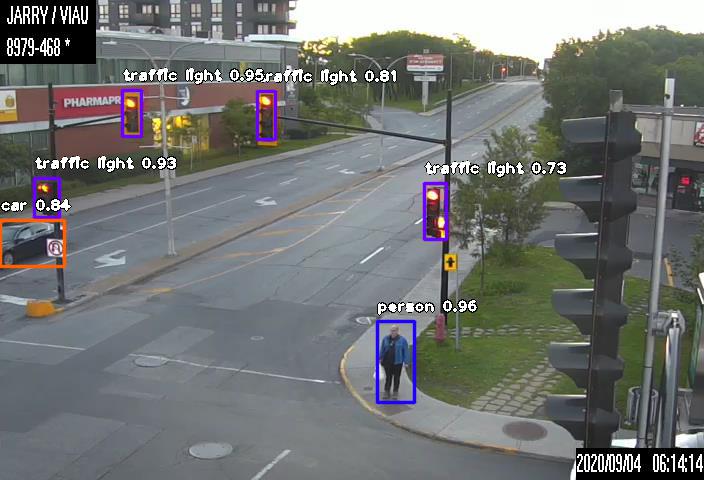 JARRY / VIAU
8979-468 *
traffic light 0.95
traffic light 0.81
PHARMAPR
traffic light 0.93
traffic light 0.73
car 0.84
person 0.96
2020/09/04 06:14:14